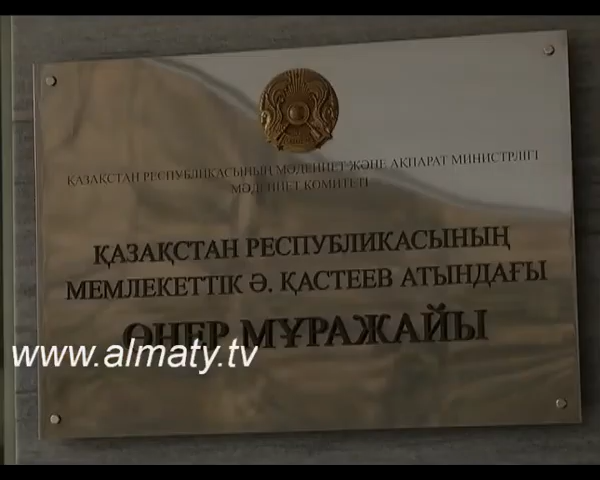 ҚАЗАҚСТАН РЕСПУБЛИКАСЫНЫҢ МӘДЕНИЕТ ЖӘНЕ АҚПАРАТ МИНИСТРЛІГІ
МӘДЕНИЕТ КОМИТЕТІ
ҚАЗАҚСТАН РЕСПУБЛИКАСЫНЫҢ
МЕМЛЕКЕТТІК Ә. ҚАСТЕЕВ АТЫНДАҒЫ
ӨНЕР МҰРАЖАЙЫ
www.almaty.tv